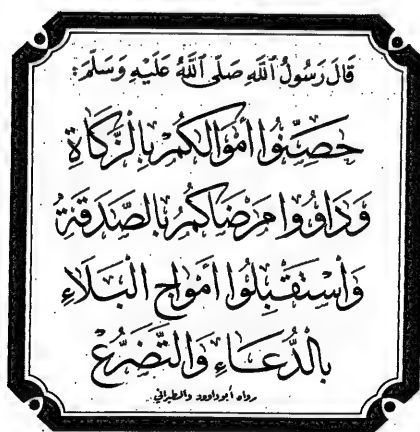 قَالَ رَسُولُ اللَّهِ صَلَّى اللَّهُ عَلَيْهِ وَسَلَّمَ :
حَصِّنُوا أَمْوَالَكُمْ بِالزَّكَاةِ
وَدَاوُوا مَرْضَاكُمْ بِالصَّدَقَةِ
وَاسْتَقْبِلُوا أَمْوَاجَ الْبَلَاءِ
بِالدُّعَاءِ وَالتَّضَرُّعِ
رواه أبو داوود والطبراني